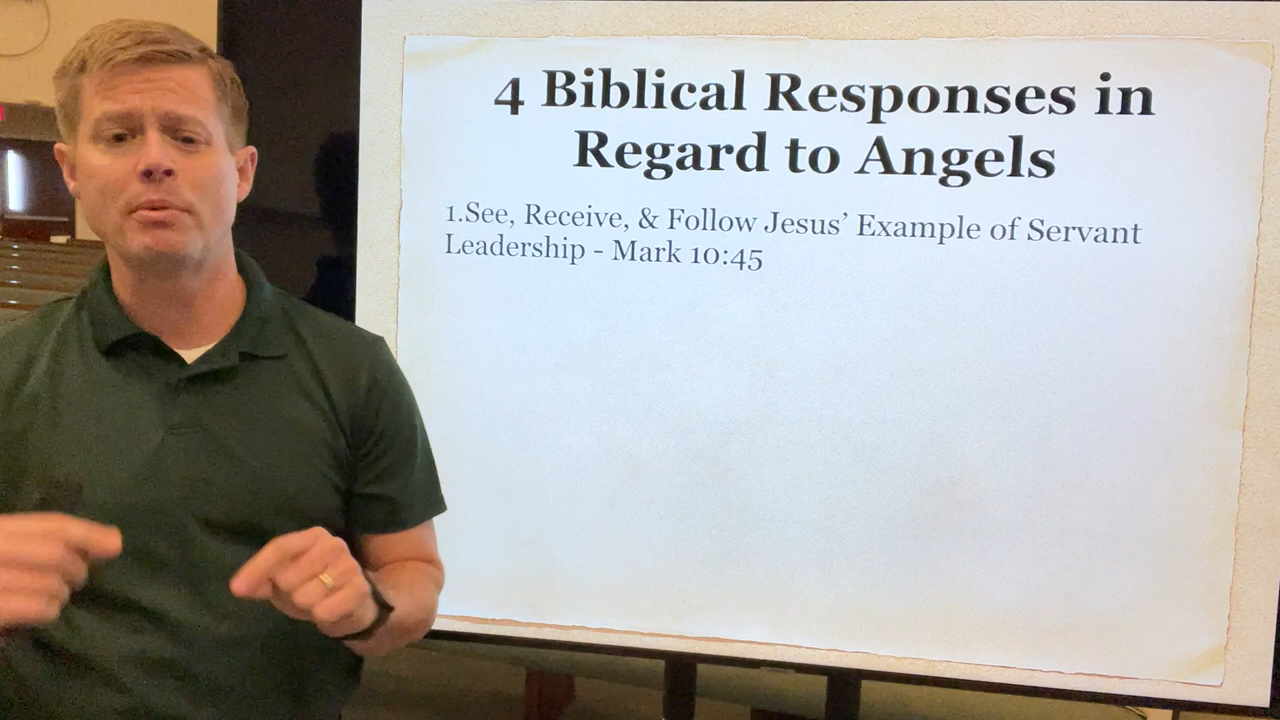 4 Biblical Responses in
Regard to Angels
1.See, Receive, & Follow Jesus’ Example of Servant
Leadership - Mark 10:45